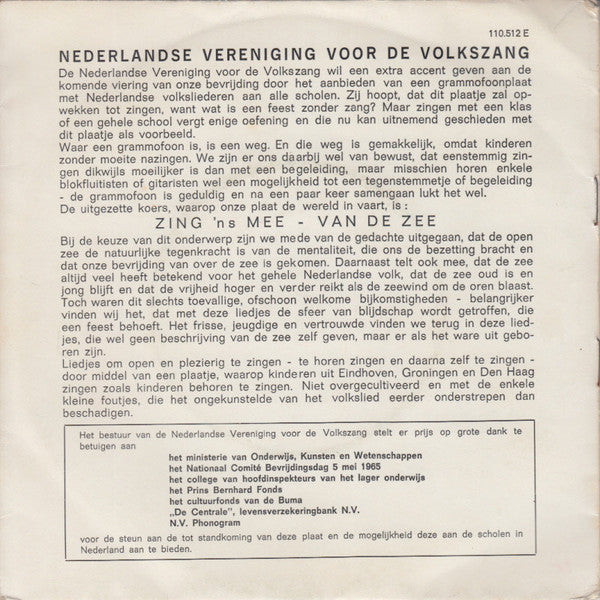 110.512 E
NEDERLANDSE VERENIGING VOOR DE VOLKSZANG
De Nederlandse Vereniging voor de Volkszang wil een extra accent geven aan de
komende viering van onze bevrijding door het aanbieden van een grammofoonplaat
met Nederlandse volksliederen aan alle scholen. Zij hoopt, dat dit plaatje zal op-
wekken tot zingen, want wat is een feest zonder zang? Maar zingen met een klas
of een gehele school vergt enige oefening en die nu kan uitnemend geschieden met
dit plaatje als voorbeeld.
Waar een grammofoon is, is een weg. En die weg is gemakkelijk, omdat kinderen
zonder moeite nazingen. We zijn er ons daarbij wel van bewust, dat eenstemmig zin-
gen dikwijls moeilijker is dan met een begeleiding, maar misschien horen enkele
blokfluitisten of gitaristen wel een mogelijkheid tot een tegenstemmetje of begeleiding
- de grammofoon is geduldig en na een paar keer samengaan lukt het wel.
De uitgezette koers, waarop onze plaat de wereld in vaart, is :
ZING 'ns MEE - VAN DE ZEE
Bij de keuze van dit onderwerp zijn we mede van de gedachte uitgegaan, dat de open
zee de natuurlijke tegenkracht is van de mentaliteit, die ons de bezetting bracht en
dat onze bevrijding van over de zee is gekomen. Daarnaast telt ook mee, dat de zee
altijd veel heeft betekend voor het gehele Nederlandse volk, dat de zee oud is en
jong blijft en dat de vrijheid hoger en verder reikt als de zeewind om de oren blaast.
Toch waren dit slechts toevallige, ofschoon welkome bijkomstigheden - belangrijker
vinden wij het, dat met deze liedjes de sfeer van blijdschap wordt getroffen, die
een feest behoeft. Het frisse, jeugdige en vertrouwde vinden we terug in deze lied-
jes, die wel geen beschrijving van de zee zelf geven, maar er als het ware uit gebo-
ren zijn.
Liedjes om open en plezierig te zingen - te horen zingen en daarna zelf te zingen -
door middel van een plaatje, waarop kinderen uit Eindhoven, Groningen en Den Haag
zingen zoals kinderen behoren te zingen. Niet overgecultiveerd en met de enkele
kleine foutjes, die het ongekunstelde van het volkslied eerder onderstrepen dan
beschadigen.
Het bestuur van de Nederlandse Vereniging voor de Volkszang stelt er prijs op grote dank te
betuigen aan
het ministerie van Onderwijs, Kunsten en Wetenschappen
het Nationaal Comité Bevrijdingsdag 5 mei 1965
het college van hoofdinspekteurs van het lager onderwijs
het Prins Bernhard Fonds
het cultuurfonds van de Buma
„De Centrale", levensverzekeringbank N.V.
N.V. Phonogram
voor de steun aan de tot standkoming van deze plaat en de mogelijkheid deze aan de scholen in
Nederland aan te bieden.